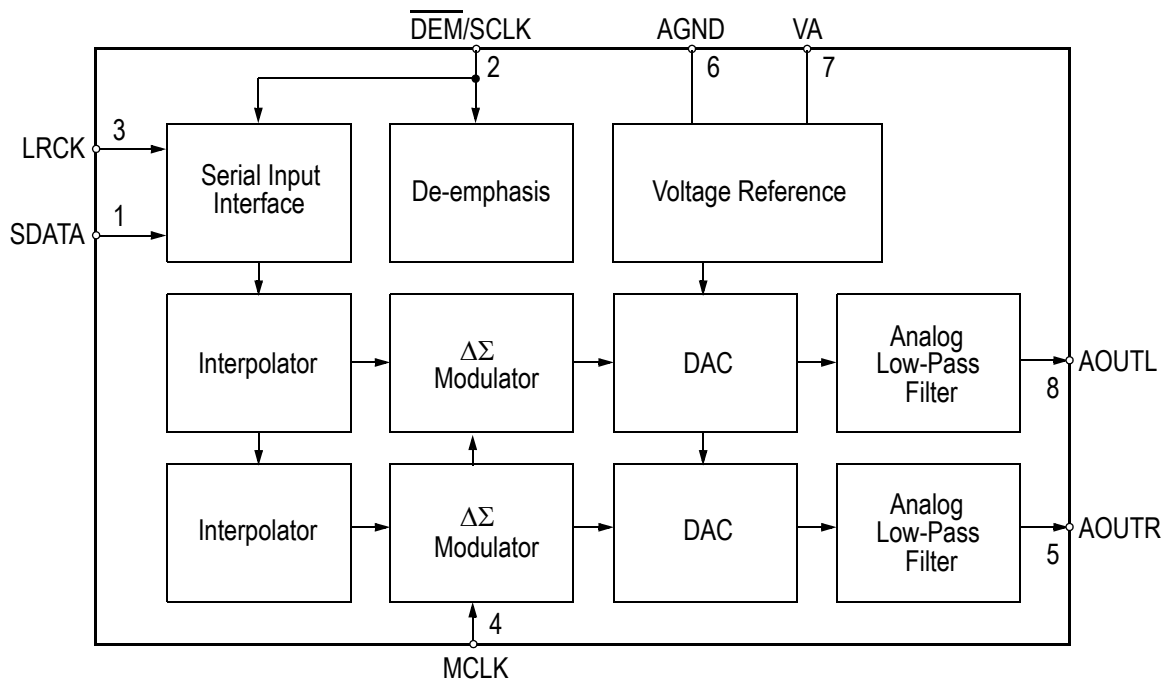 DEM/SCLK
AGND
VA
2
6
7
LRCK
3
SDATA
1
Serial Input
Interface
De-emphasis
Voltage Reference
Interpolator
ΔΣ
Modulator
DAC
Analog
Low-Pass
Filter
AOUTL
8
Interpolator
ΔΣ
Modulator
DAC
Analog
Low-Pass
Filter
AOUTR
5
4
MCLK